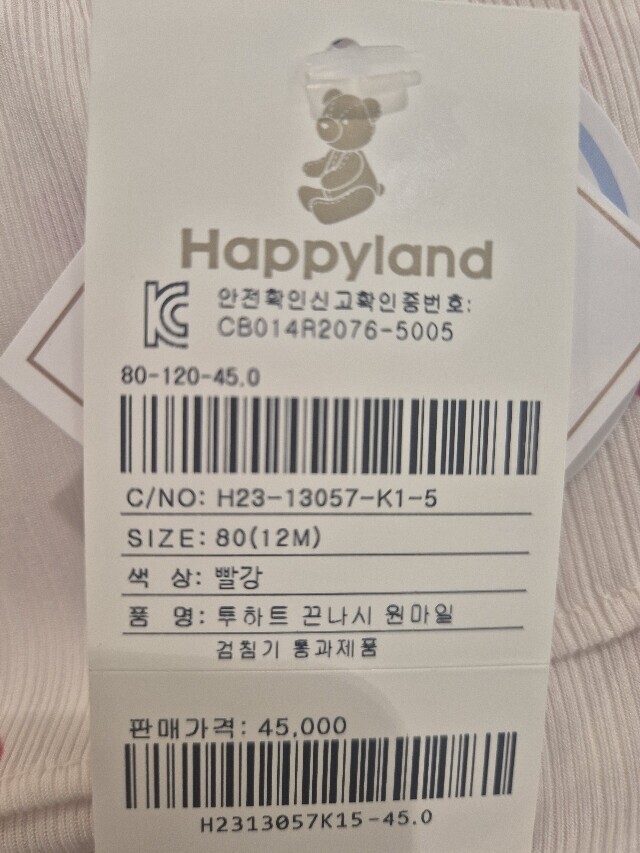 Happyland
안전확인신고확인증번호:
CB014R2076-5005
80-120-45.0
C/NO: H23-13057-K1-5
SIZE: 80(12M)
색 상: 빨강
품 명: 투하트 끈나시 원마일
검침기 통과제품
판매가격: 45,000
H2313057K15-45.0